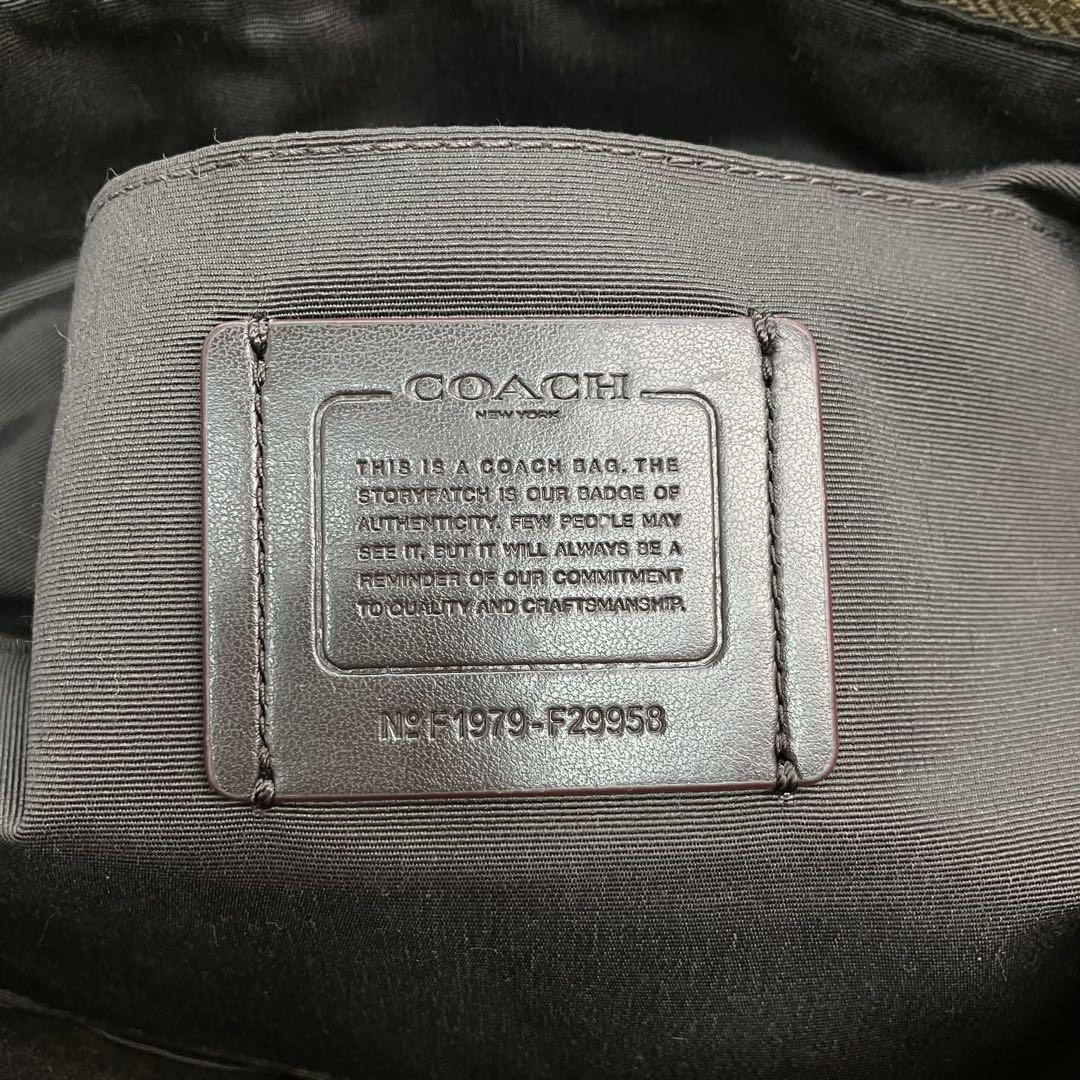 COACH
NEW YORK
THIS IS A COACH BAG. THE
STORYPATCH IS OUR BADGE OF
AUTHENTICITY. FEW PEOPLE MAY
SEE IT, BUT IT WILL ALWAYS BE A
REMINDER OF OUR COMMITMENT
TO QUALITY AND CRAFTSMANSHIP.
Nº F1979-F29958